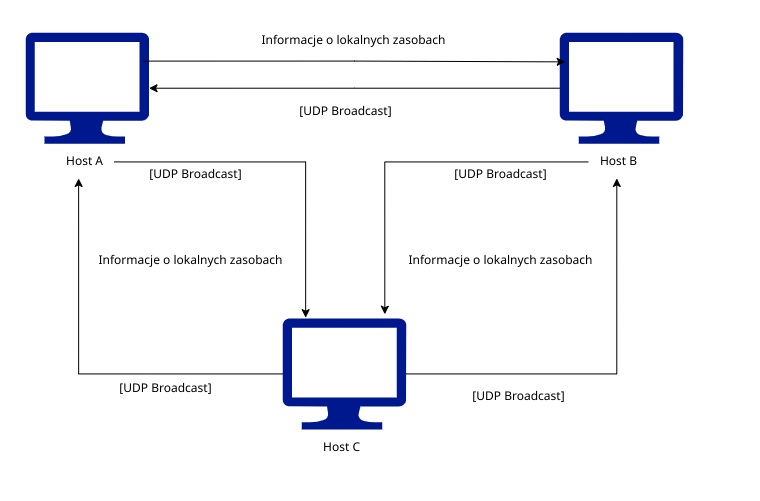 Informacje o lokalnych zasobach
[UDP Broadcast]
Host A
Host B
[UDP Broadcast]
[UDP Broadcast]
Informacje o lokalnych zasobach
Informacje o lokalnych zasobach
[UDP Broadcast]
[UDP Broadcast]
Host C